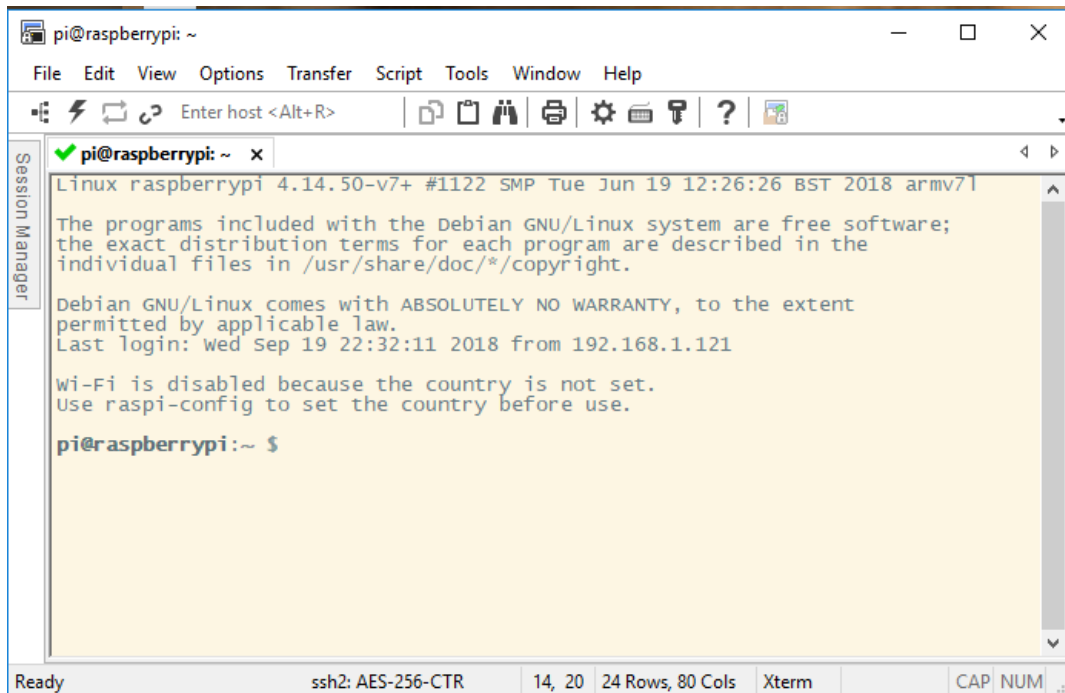 pi@raspberrypi: ~
File Edit View Options Transfer Script Tools Window Help
Enter host <Alt+R>
pi@raspberrypi: ~
Session Manager
Linux raspberrypi 4.14.50-v7+ #1122 SMP Tue Jun 19 12:26:26 BST 2018 armv7l
The programs included with the Debian GNU/Linux system are free software;
the exact distribution terms for each program are described in the
individual files in /usr/share/doc/*/copyright.
Debian GNU/Linux comes with ABSOLUTELY NO WARRANTY, to the extent
permitted by applicable law.
Last login: Wed Sep 19 22:32:11 2018 from 192.168.1.121
Wi-Fi is disabled because the country is not set.
Use raspi-config to set the country before use.
pi@raspberrypi:~ $
Ready ssh2: AES-256-CTR 14, 20 24 Rows, 80 Cols Xterm CAP NUM